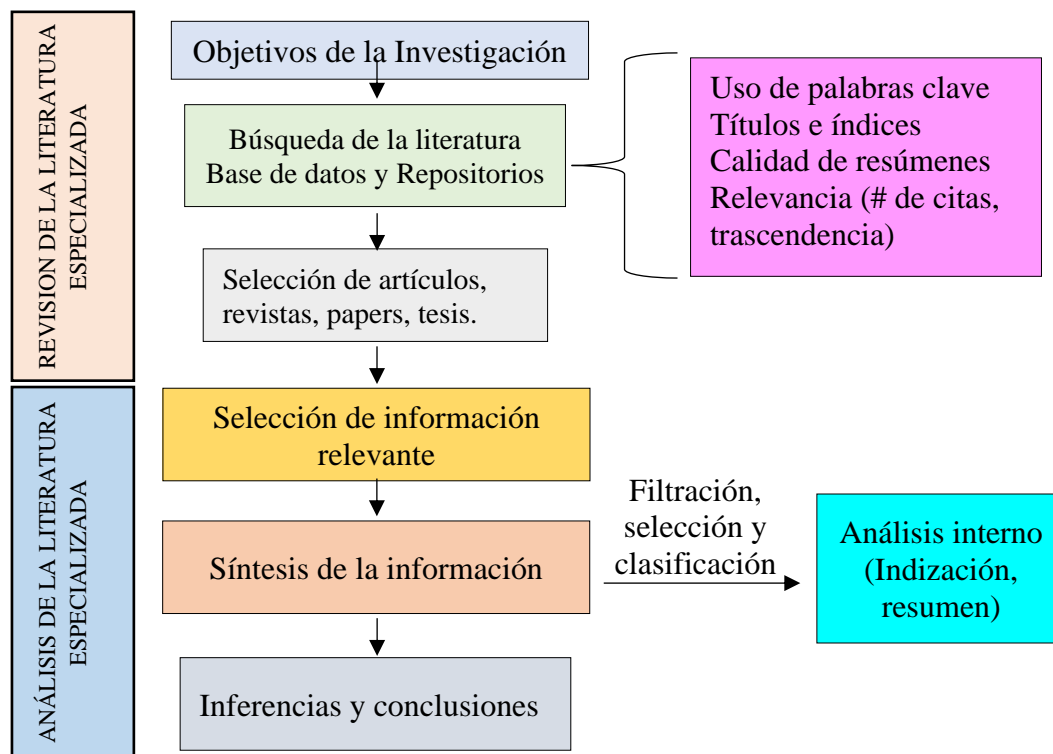 REVISION DE LA LITERATURA
ESPECIALIZADA
Objetivos de la Investigación
Búsqueda de la literatura
Base de datos y Repositorios
Uso de palabras clave
Títulos e índices
Calidad de resúmenes
Relevancia (# de citas,
trascendencia)
Selección de artículos,
revistas, papers, tesis.
ANÁLISIS DE LA LITERATURA
ESPECIALIZADA
Selección de información
relevante
Síntesis de la información
Filtración,
selección y
clasificación
Análisis interno
(Indización,
resumen)
Inferencias y conclusiones